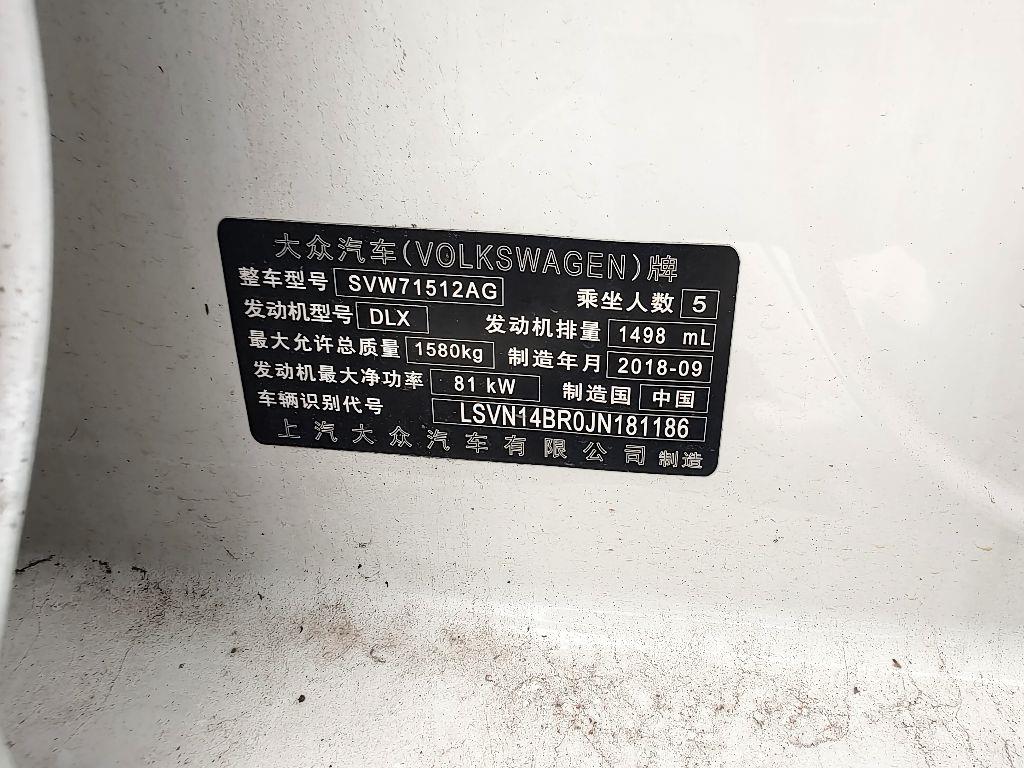 大众汽车(VOLKSWAGEN)牌
整车型号 SVW71512AG 乘坐人数 5
发动机型号 DLX 发动机排量 1498 mL
最大允许总质量 1580kg 制造年月 2018-09
发动机最大净功率 81 kW 制造国 中国
车辆识别代号 LSVN14BR0JN181186
上汽大众汽车有限公司 制造